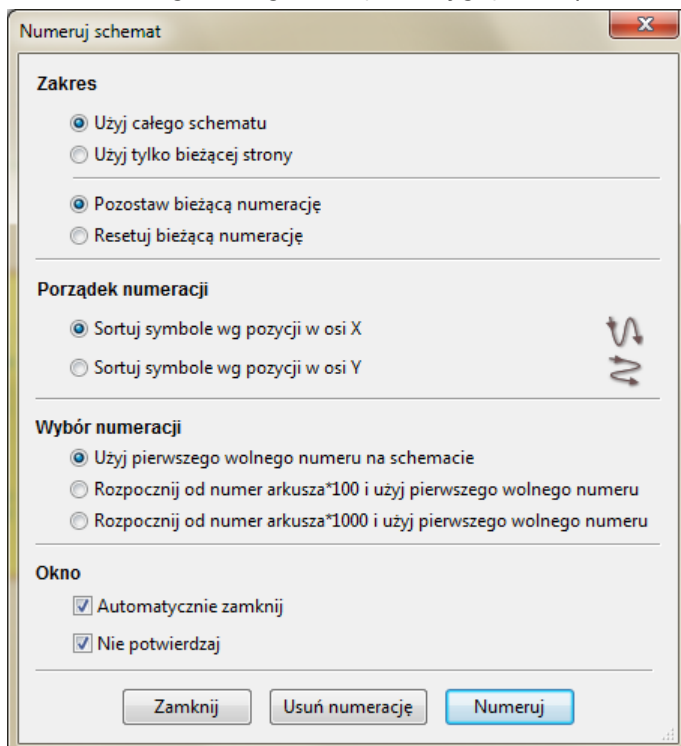 Numeruj schemat
Zakres
Użyj całego schematu
Użyj tylko bieżącej strony
Pozostaw bieżącą numerację
Resetuj bieżącą numerację
Porządek numeracji
Sortuj symbole wg pozycji w osi X
Sortuj symbole wg pozycji w osi Y
Wybór numeracji
Użyj pierwszego wolnego numeru na schemacie
Rozpocznij od numer arkusza*100 i użyj pierwszego wolnego numeru
Rozpocznij od numer arkusza*1000 i użyj pierwszego wolnego numeru
Okno
Automatycznie zamknij
Nie potwierdzaj
Zamknij Usuń numerację Numeruj